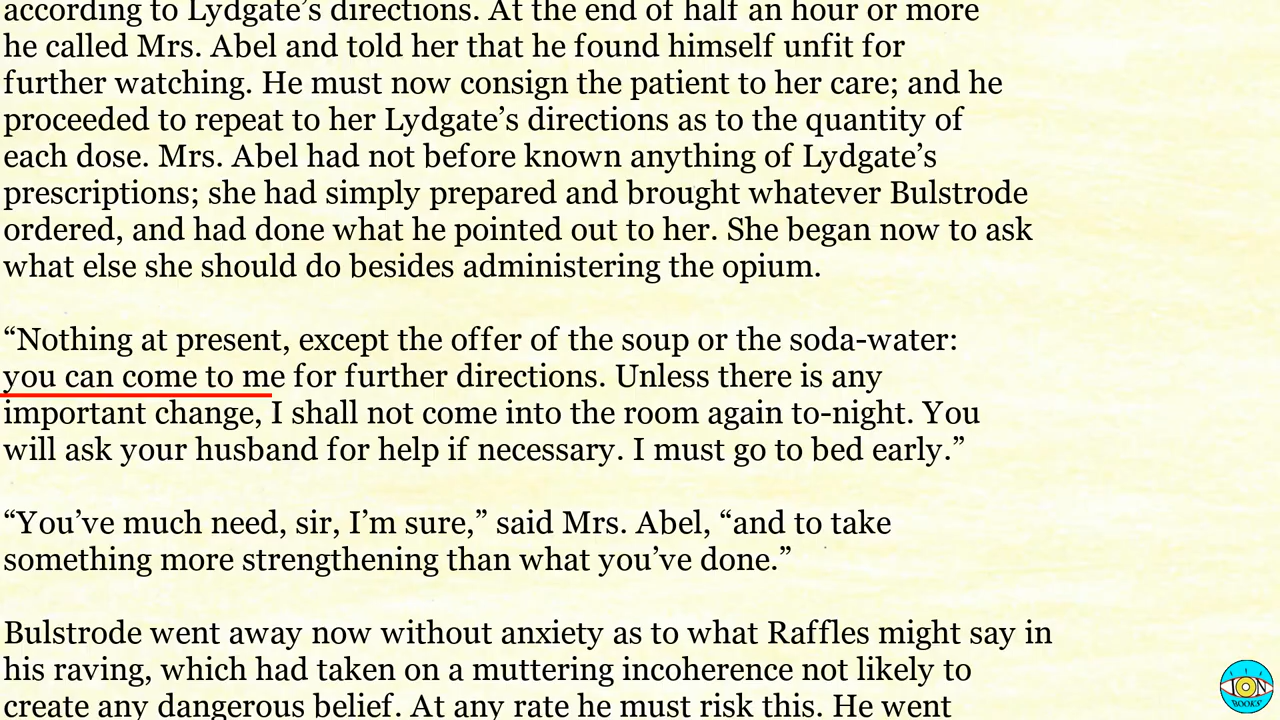 according to Lydgate’s directions. At the end of half an hour or more
he called Mrs. Abel and told her that he found himself unfit for
further watching. He must now consign the patient to her care; and he
proceeded to repeat to her Lydgate’s directions as to the quantity of
each dose. Mrs. Abel had not before known anything of Lydgate’s
prescriptions; she had simply prepared and brought whatever Bulstrode
ordered, and had done what he pointed out to her. She began now to ask
what else she should do besides administering the opium.
“Nothing at present, except the offer of the soup or the soda-water:
you can come to me for further directions. Unless there is any
important change, I shall not come into the room again to-night. You
will ask your husband for help if necessary. I must go to bed early.”
“You’ve much need, sir, I’m sure,” said Mrs. Abel, “and to take
something more strengthening than what you’ve done.”
Bulstrode went away now without anxiety as to what Raffles might say in
his raving, which had taken on a muttering incoherence not likely to
create any dangerous belief. At any rate he must risk this. He went
ION
BOOKS